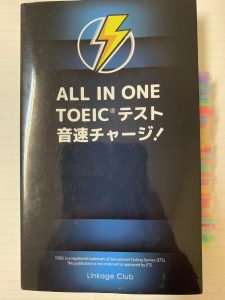 ALL IN ONE
TOEIC® テスト
音速チャージ!
TOEIC is a registered trademark of Educational Testing Service (ETS).
This publication is not endorsed or approved by ETS.
Linkage Club